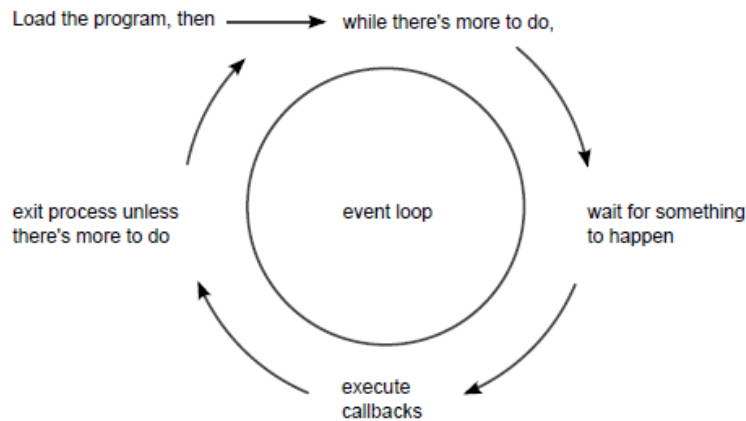 Load the program, then
while there's more to do,
wait for something
to happen
execute
callbacks
exit process unless
there's more to do
event loop